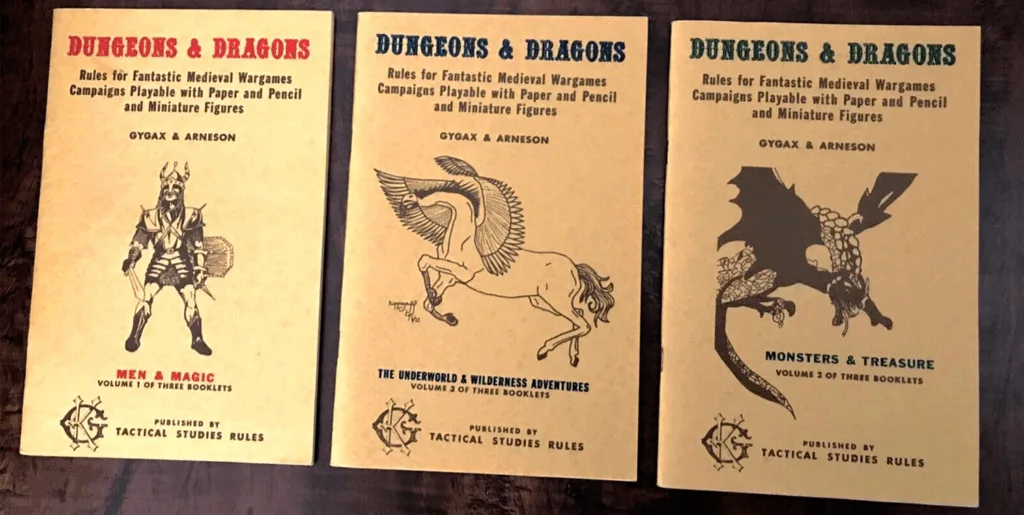 DUNGEONS & DRAGONS
Rules for Fantastic Medieval Wargames
Campaigns Playable with Paper and Pencil
and Miniature Figures
GYGAX & ARNESON
MEN & MAGIC
VOLUME 1 OF THREE BOOKLETS
GK
PUBLISHED BY
TACTICAL STUDIES RULES
DUNGEONS & DRAGONS
Rules for Fantastic Medieval Wargames
Campaigns Playable with Paper and Pencil
and Miniature Figures
GYGAX & ARNESON
THE UNDERWORLD & WILDERNESS ADVENTURES
VOLUME 3 OF THREE BOOKLETS
GK
PUBLISHED BY
TACTICAL STUDIES RULES
DUNGEONS & DRAGONS
Rules for Fantastic Medieval Wargames
Campaigns Playable with Paper and Pencil
and Miniature Figures
GYGAX & ARNESON
MONSTERS & TREASURE
VOLUME 2 OF THREE BOOKLETS
GK
PUBLISHED BY
TACTICAL STUDIES RULES